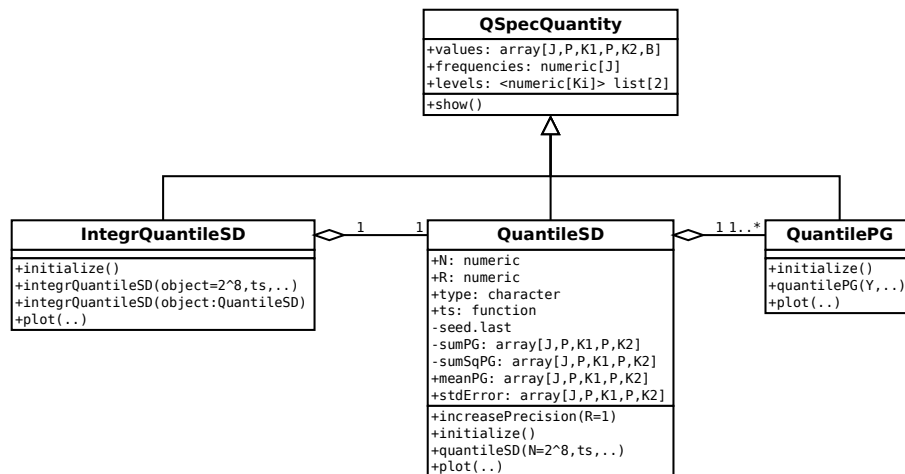 QSpecQuantity
+values: array[J,P,K1,P,K2,B]
+frequencies: numeric[J]
+levels: <numeric[Ki]> list[2]
+show()
IntegrQuantileSD
+initialize()
+integrQuantileSD(object=2^8,ts,..)
+integrQuantileSD(object:QuantileSD)
+plot(..)
1
1
QuantileSD
+N: numeric
+R: numeric
+type: character
+ts: function
-seed.last
-sumPG: array[J,P,K1,P,K2]
-sumSqPG: array[J,P,K1,P,K2]
+meanPG: array[J,P,K1,P,K2]
+stdError: array[J,P,K1,P,K2]
+increasePrecision(R=1)
+initialize()
+quantileSD(N=2^8,ts,..)
+plot(..)
1
1..*
QuantilePG
+initialize()
+quantilePG(Y,..)
+plot(..)